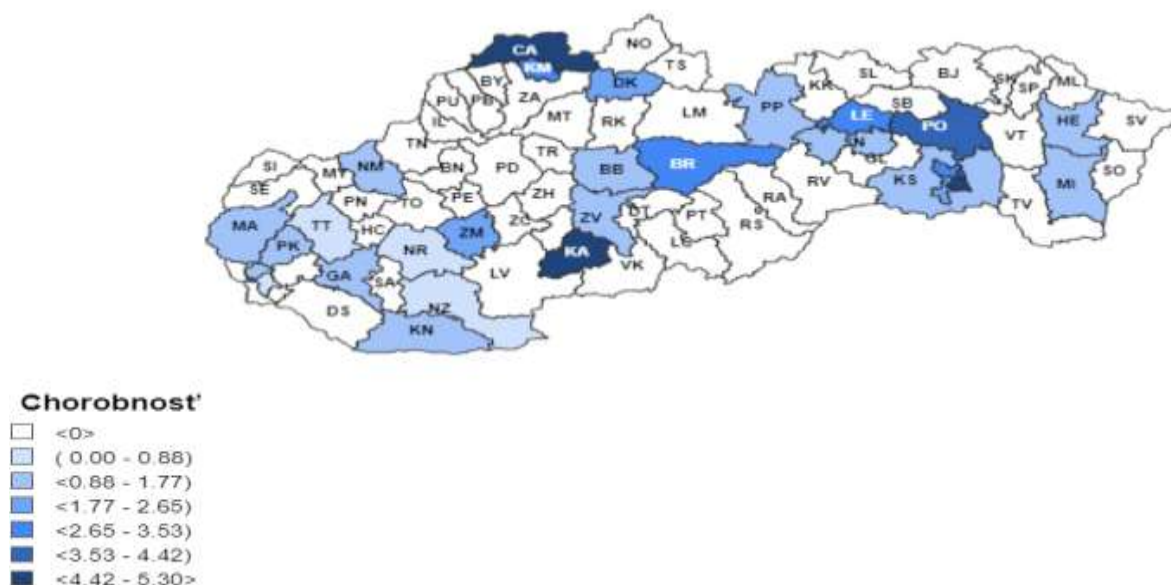 CA
NO
KM
TS
BY
DK
SL
BJ
ML
KK
PU
PB
ZA
PP
SB
IL
MT
RK
LM
LE
PO
HE
SV
VT
TN
TR
SI
MY
NM
BN
PD
BB
BR
GL
KS
MI
SO
SE
PN
TO
PE
ZH
RV
RA
TV
MA
TT
HC
ZM
ZC
ZV
DT
PT
RS
PK
NR
KA
LC
GA
SA
LV
VK
DS
NZ
KN
Chorobnosť
<0>
( 0.00 - 0.88)
<0.88 - 1.77)
<1.77 - 2.65)
<2.65 - 3.53)
<3.53 - 4.42)
<4.42 - 5.30>